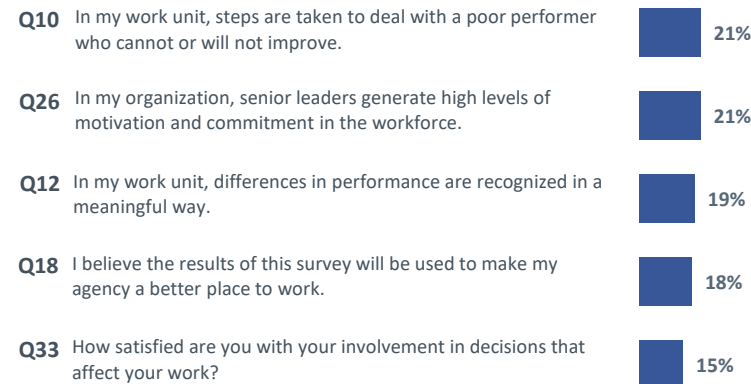 Q10 In my work unit, steps are taken to deal with a poor performer
who cannot or will not improve.
21%
Q26 In my organization, senior leaders generate high levels of
motivation and commitment in the workforce.
21%
Q12 In my work unit, differences in performance are recognized in a
meaningful way.
19%
Q18 I believe the results of this survey will be used to make my
agency a better place to work.
18%
Q33 How satisfied are you with your involvement in decisions that
affect your work?
15%